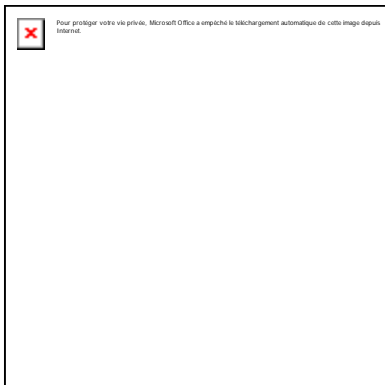 Pour protéger votre vie privée, Microsoft Office a empêché le téléchargement automatique de cette image depuis
Internet.